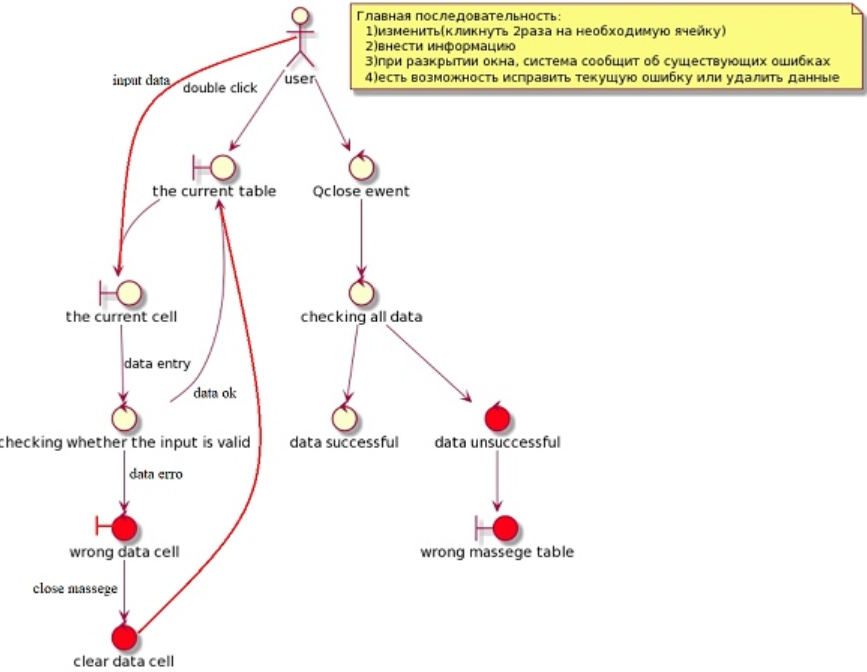 Главная последовательность:
1)изменить(кликнуть 2раза на необходимую ячейку)
2)внести информацию
3)при разкрытии окна, система сообщит об существующих ошибках
4)есть возможность исправить текущую ошибку или удалить данные
input data
double click
user
the current table
Qclose ewent
the current cell
checking all data
data entry
data ok
checking whether the input is valid
data successful
data unsuccessful
data erro
wrong data cell
wrong massege table
close massege
clear data cell